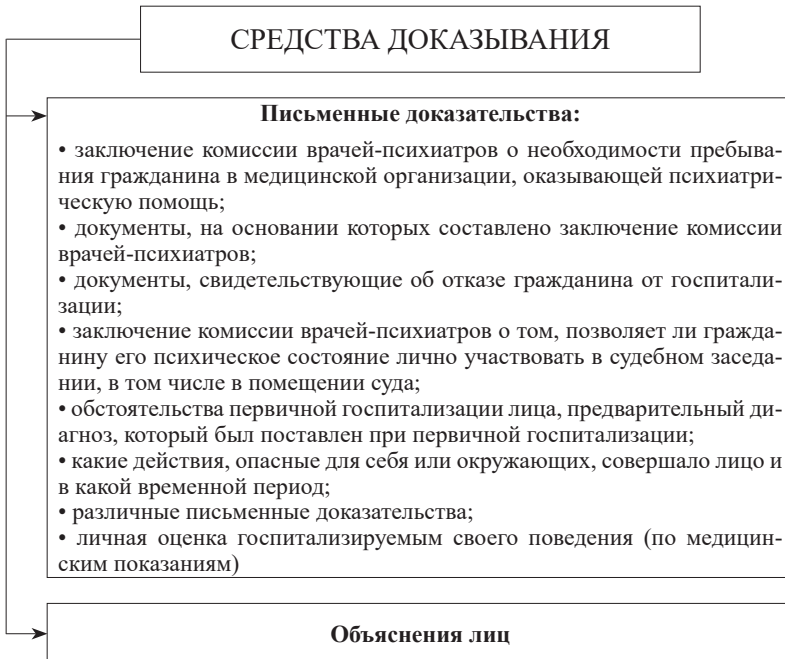 СРЕДСТВА ДОКАЗЫВАНИЯ
Письменные доказательства:
• заключение комиссии врачей-психиатров о необходимости пребыва-
ния гражданина в медицинской организации, оказывающей психиатри-
ческую помощь;
• документы, на основании которых составлено заключение комиссии
врачей-психиатров;
• документы, свидетельствующие об отказе гражданина от госпитали-
зации;
• заключение комиссии врачей-психиатров о том, позволяет ли гражда-
нину его психическое состояние лично участвовать в судебном заседа-
нии, в том числе в помещении суда;
• обстоятельства первичной госпитализации лица, предварительный ди-
агноз, который был поставлен при первичной госпитализации;
• какие действия, опасные для себя или окружающих, совершало лицо и
в какой временной период;
• различные письменные доказательства;
• личная оценка госпитализируемым своего поведения (по медицин-
ским показаниям)
Объяснения лиц